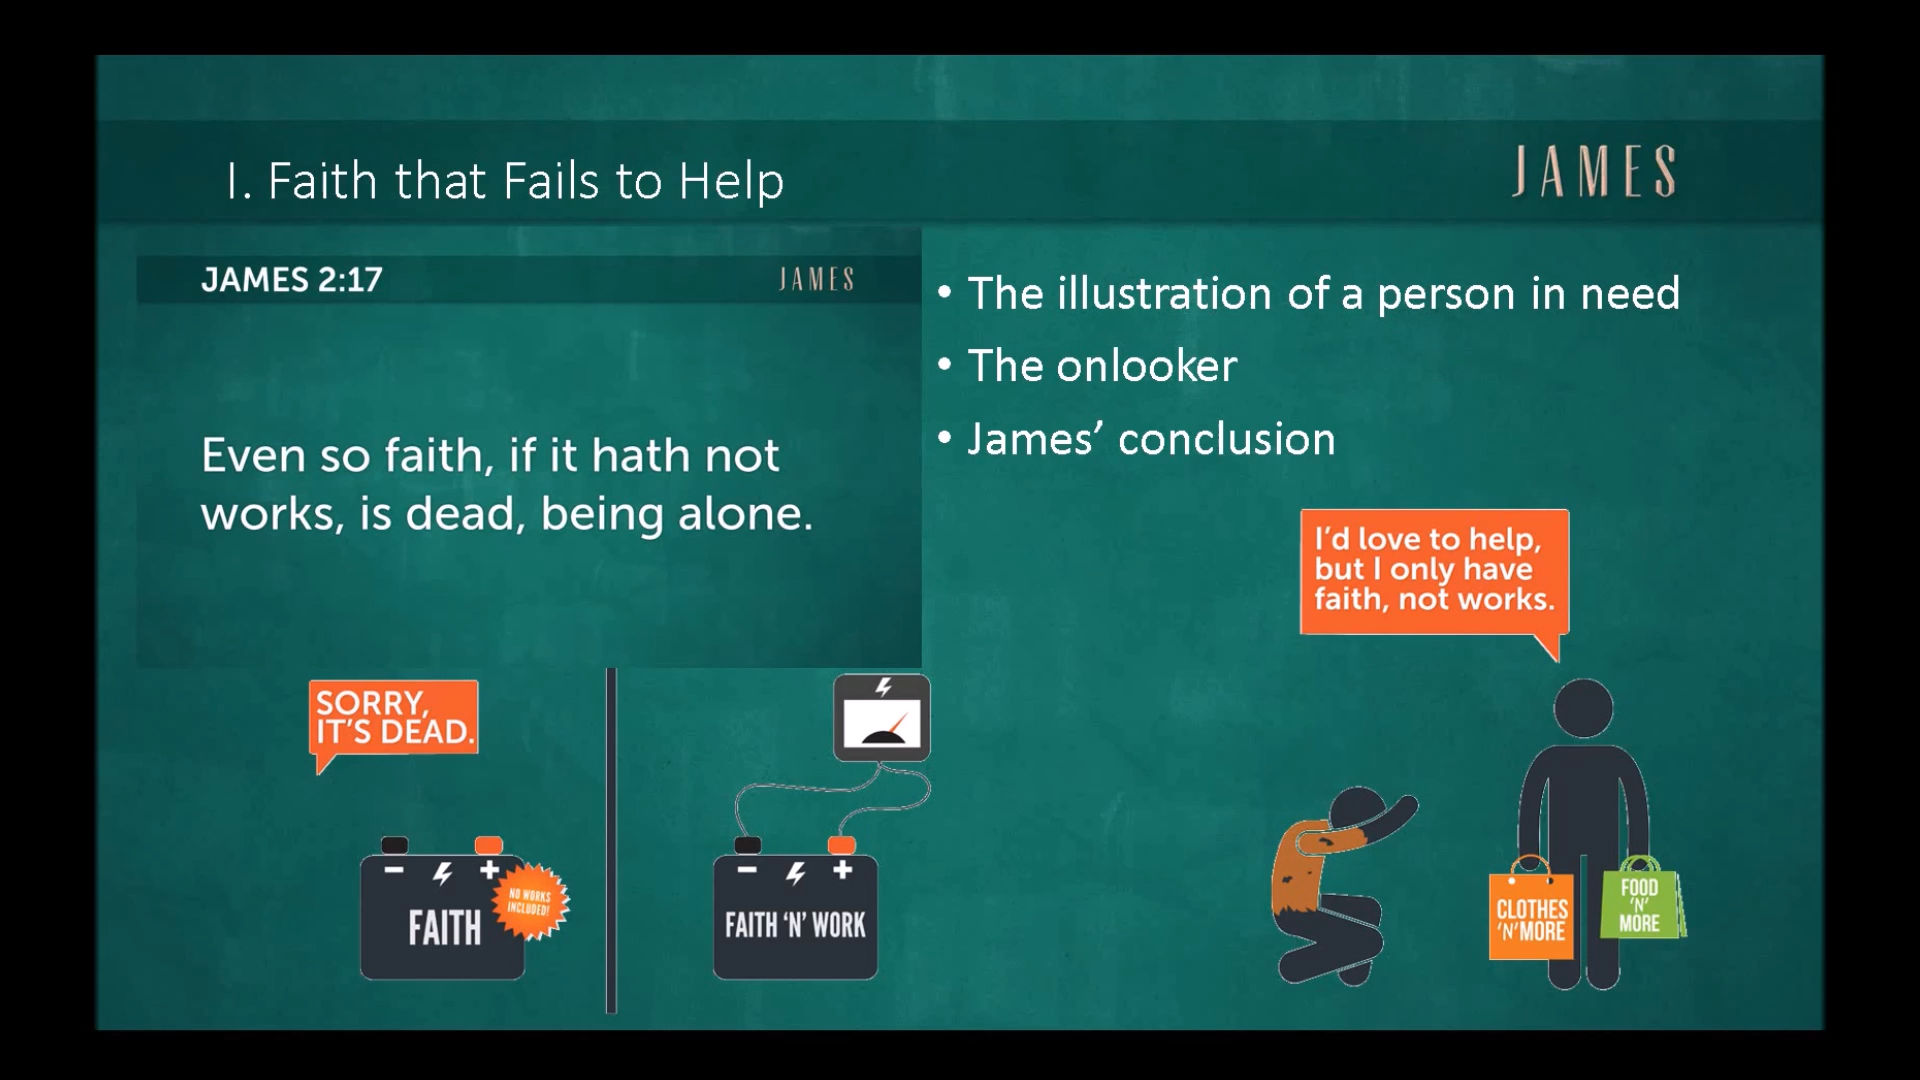 I. Faith that Fails to Help
JAMES
JAMES 2:17
JAMES
Even so faith, if it hath not
works, is dead, being alone.
• The illustration of a person in need
• The onlooker
• James’ conclusion
I’d love to help,
but I only have
faith, not works.
SORRY,
IT’S DEAD.
- +
FAITH
NO WORKS
INCLUDED!
- +
FAITH ‘N’ WORK
CLOTHES
‘N’MORE
FOOD
‘N’
MORE